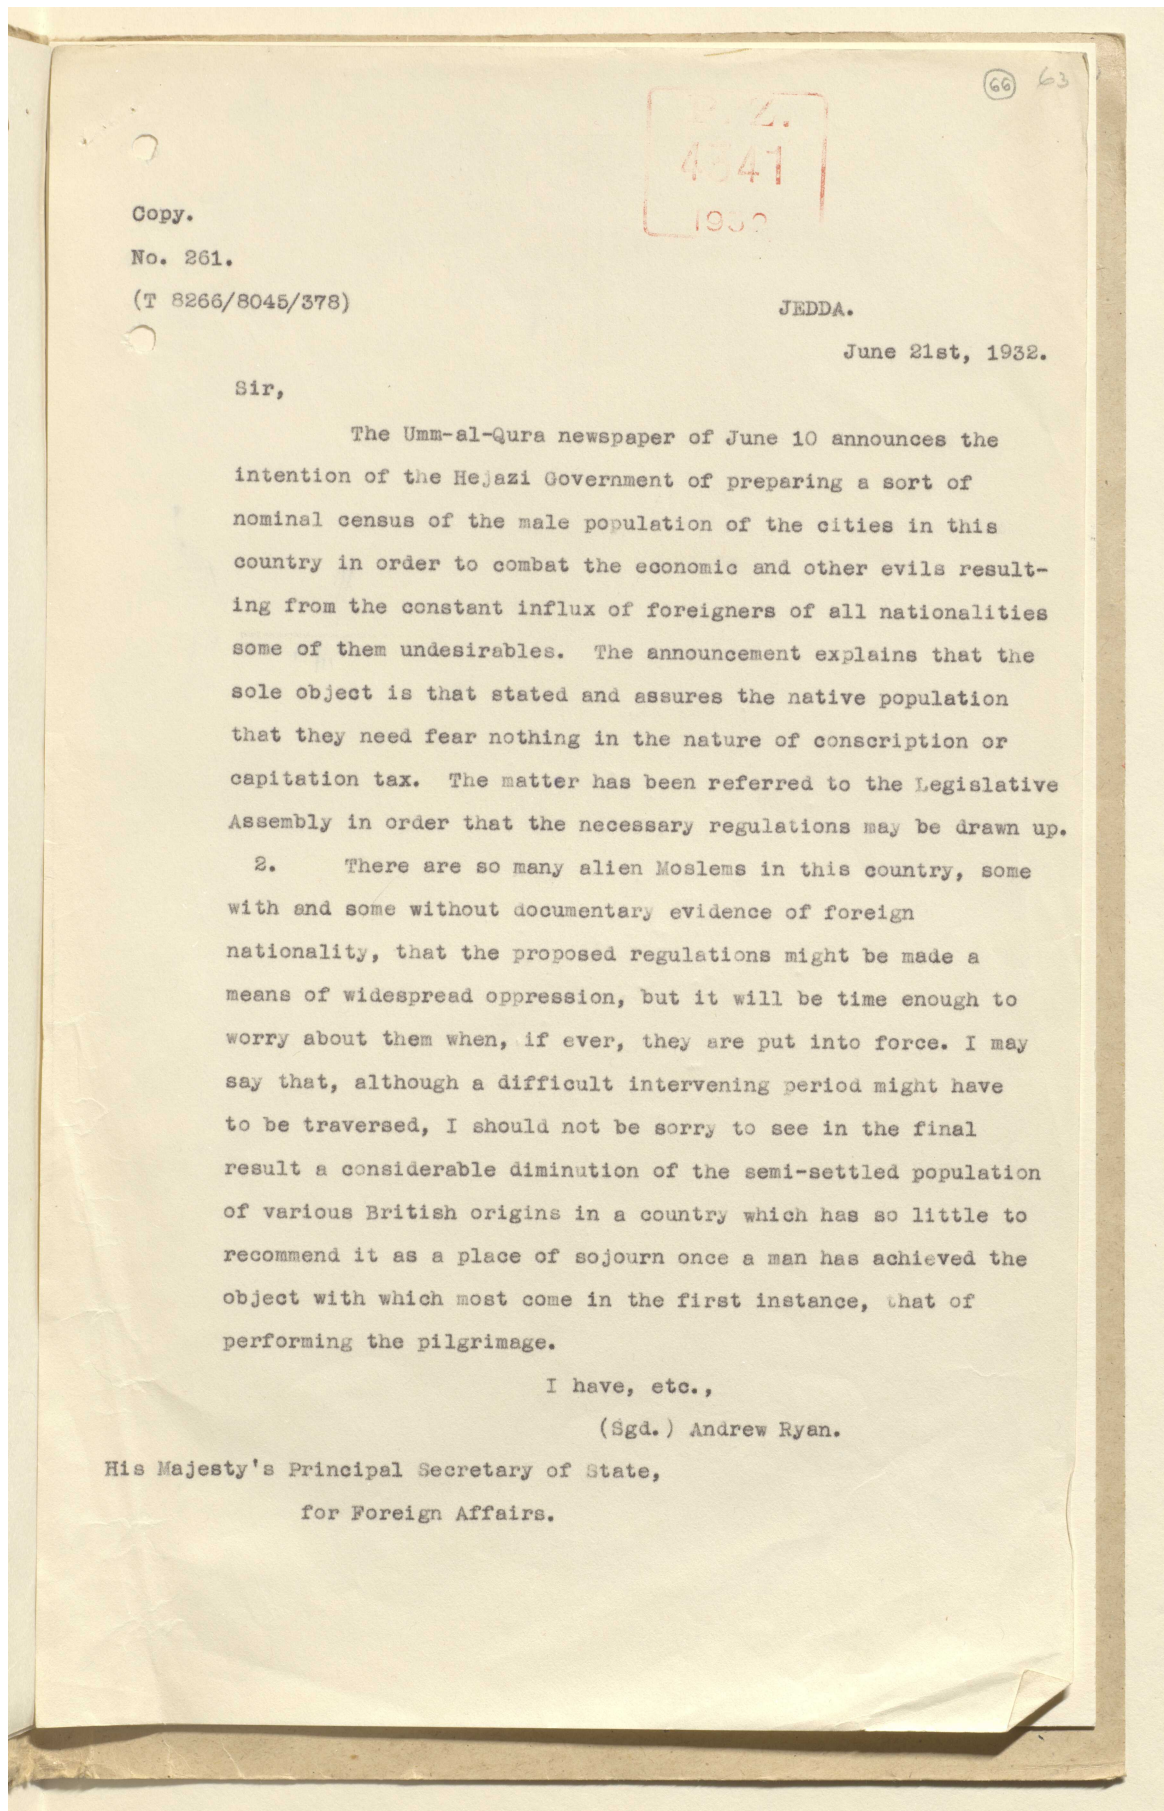 66 63
P.Z.
4841
193
Copy.
No. 261.
(T 8266/8045/378)
JEDDA.
June 21st, 1932.
Sir,
The Umm-al-Qura newspaper of June 10 announces the
intention of the Hejazi Government of preparing a sort of
nominal census of the male population of the cities in this
country in order to combat the economic and other evils result-
ing from the constant influx of foreigners of all nationalities
some of them undesirables. The announcement explains that the
sole object is that stated and assures the native population
that they need fear nothing in the nature of conscription or
capitation tax. The matter has been referred to the Legislative
Assembly in order that the necessary regulations may be drawn up.
2. There are so many alien Moslems in this country, some
with and some without documentary evidence of foreign
nationality, that the proposed regulations might be made a
means of widespread oppression, but it will be time enough to
worry about them when, if ever, they are put into force. I may
say that, although a difficult intervening period might have
to be traversed, I should not be sorry to see in the final
result a considerable diminution of the semi-settled population
of various British origins in a country which has so little to
recommend it as a place of sojourn once a man has achieved the
object with which most come in the first instance, that of
performing the pilgrimage.
I have, etc.,
(Sgd.) Andrew Ryan.
His Majesty's Principal Secretary of State,
for Foreign Affairs.